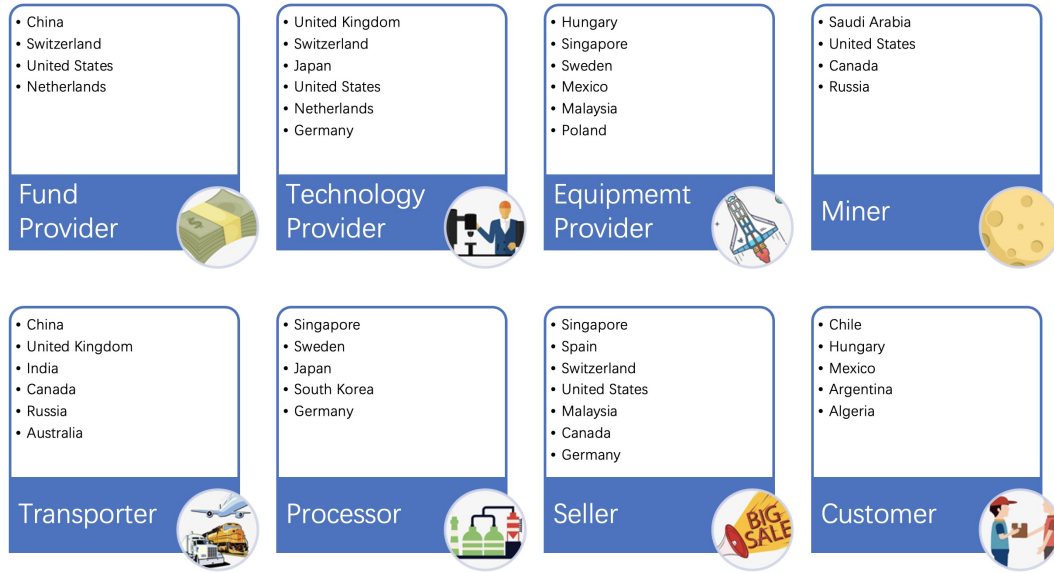 • China
• Switzerland
• United States
• Netherlands
Fund
Provider
• United Kingdom
• Switzerland
• Japan
• United States
• Netherlands
• Germany
Technology
Provider
• Hungary
• Singapore
• Sweden
• Mexico
• Malaysia
• Poland
Equipmemt
Provider
• Saudi Arabia
• United States
• Canada
• Russia
Miner
• China
• United Kingdom
• India
• Canada
• Russia
• Australia
Transporter
• Singapore
• Sweden
• Japan
• South Korea
• Germany
Processor
• Singapore
• Spain
• Switzerland
• United States
• Malaysia
• Canada
• Germany
Seller
BIG
SALE
• Chile
• Hungary
• Mexico
• Argentina
• Algeria
Customer